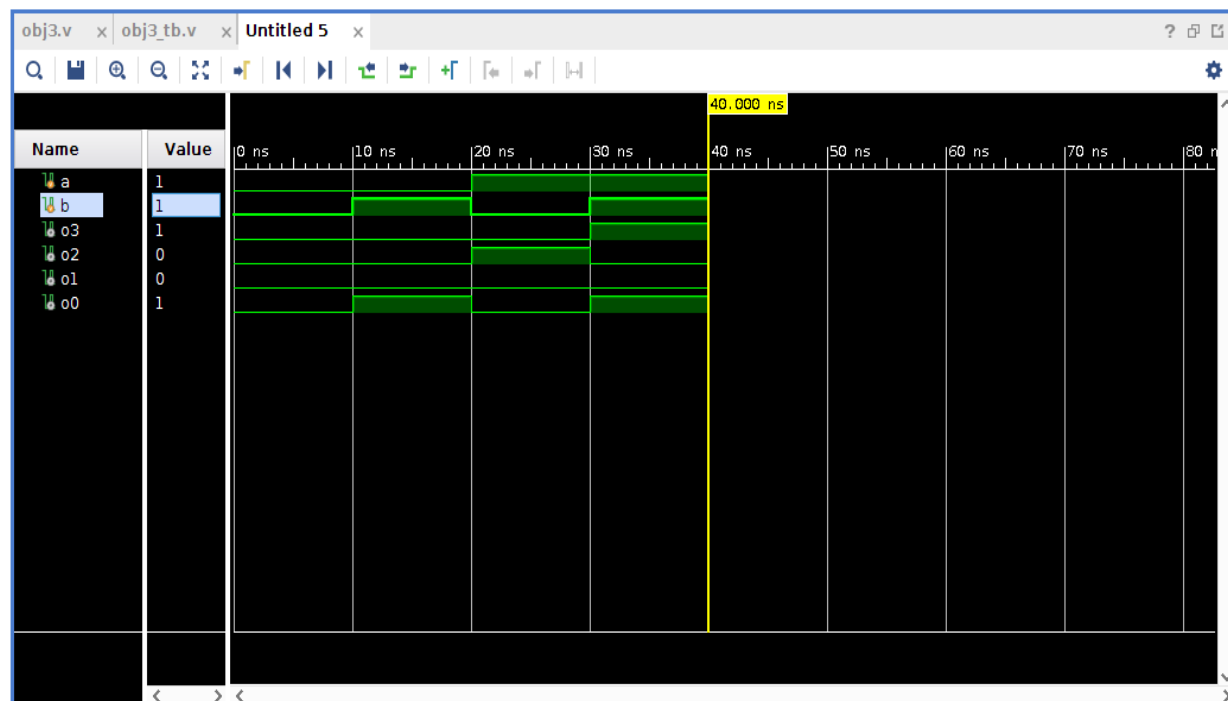 obj3.v x obj3_tb.v x Untitled 5 x ?
40.000 ns
Name Value 0 ns 10 ns 20 ns 30 ns 40 ns 50 ns 60 ns 70 ns 80 n
a 1
b 1
o3 1
o2 0
o1 0
o0 1